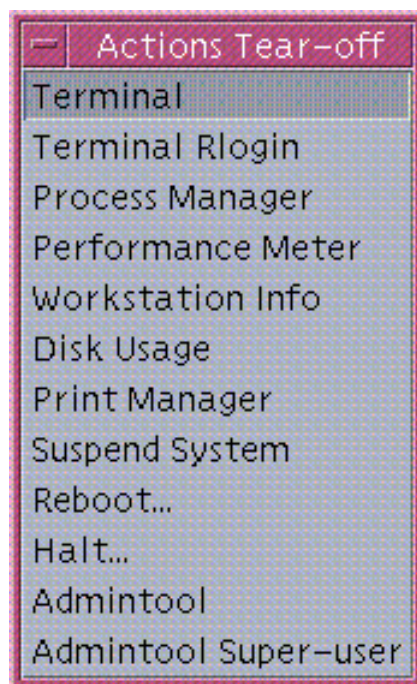 Actions Tear-off
Terminal
Terminal Rlogin
Process Manager
Performance Meter
Workstation Info
Disk Usage
Print Manager
Suspend System
Reboot...
Halt...
Admintool
Admintool Super-user